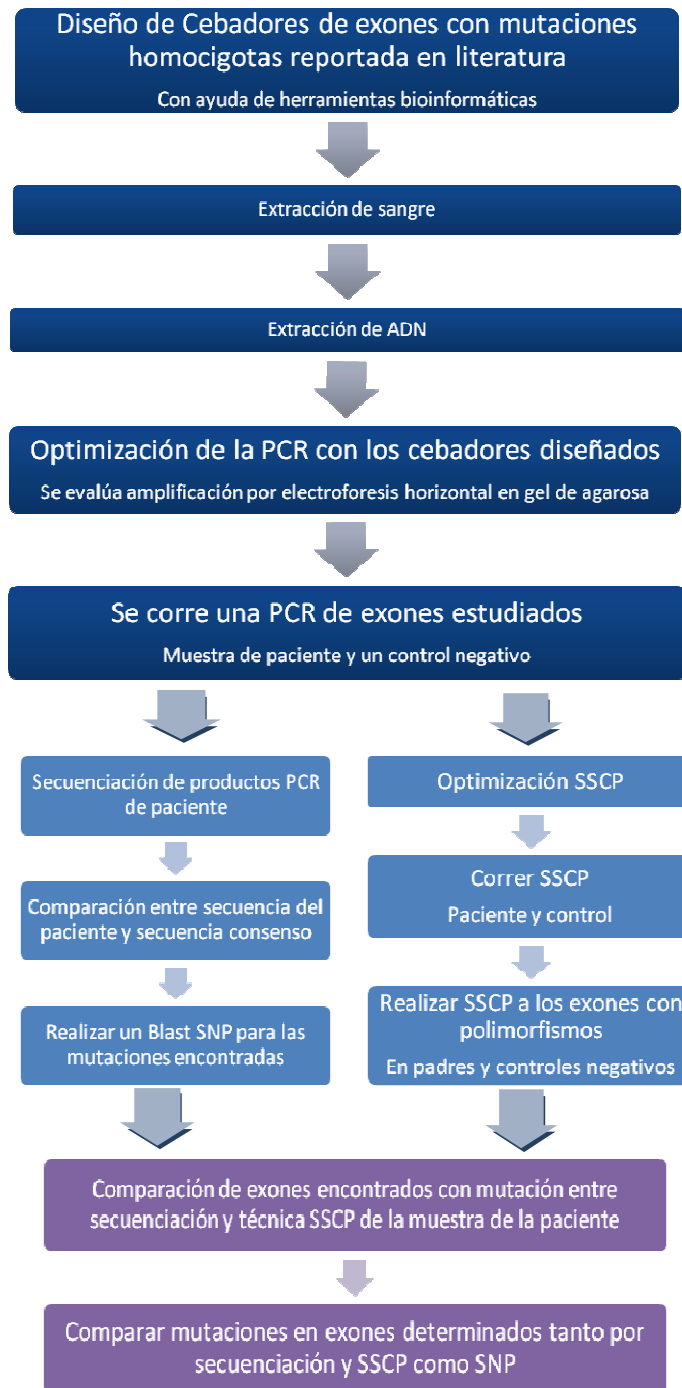 Diseño de Cebadores de exones con mutaciones
homocigotas reportada en literatura
Con ayuda de herramientas bioinformáticas
Extracción de sangre
Extracción de ADN
Optimización de la PCR con los cebadores diseñados
Se evalúa amplificación por electroforesis horizontal en gel de agarosa
Se corre una PCR de exones estudiados
Muestra de paciente y un control negativo
Secuenciación de productos PCR
de paciente
Comparación entre secuencia del
paciente y secuencia consenso
Realizar un Blast SNP para las
mutaciones encontradas
Optimización SSCP
Correr SSCP
Paciente y control
Realizar SSCP a los exones con
polimorfismos
En padres y controles negativos
Comparación de exones encontrados con mutación entre
secuenciación y técnica SSCP de la muestra de la paciente
Comparar mutaciones en exones determinados tanto por
secuenciación y SSCP como SNP